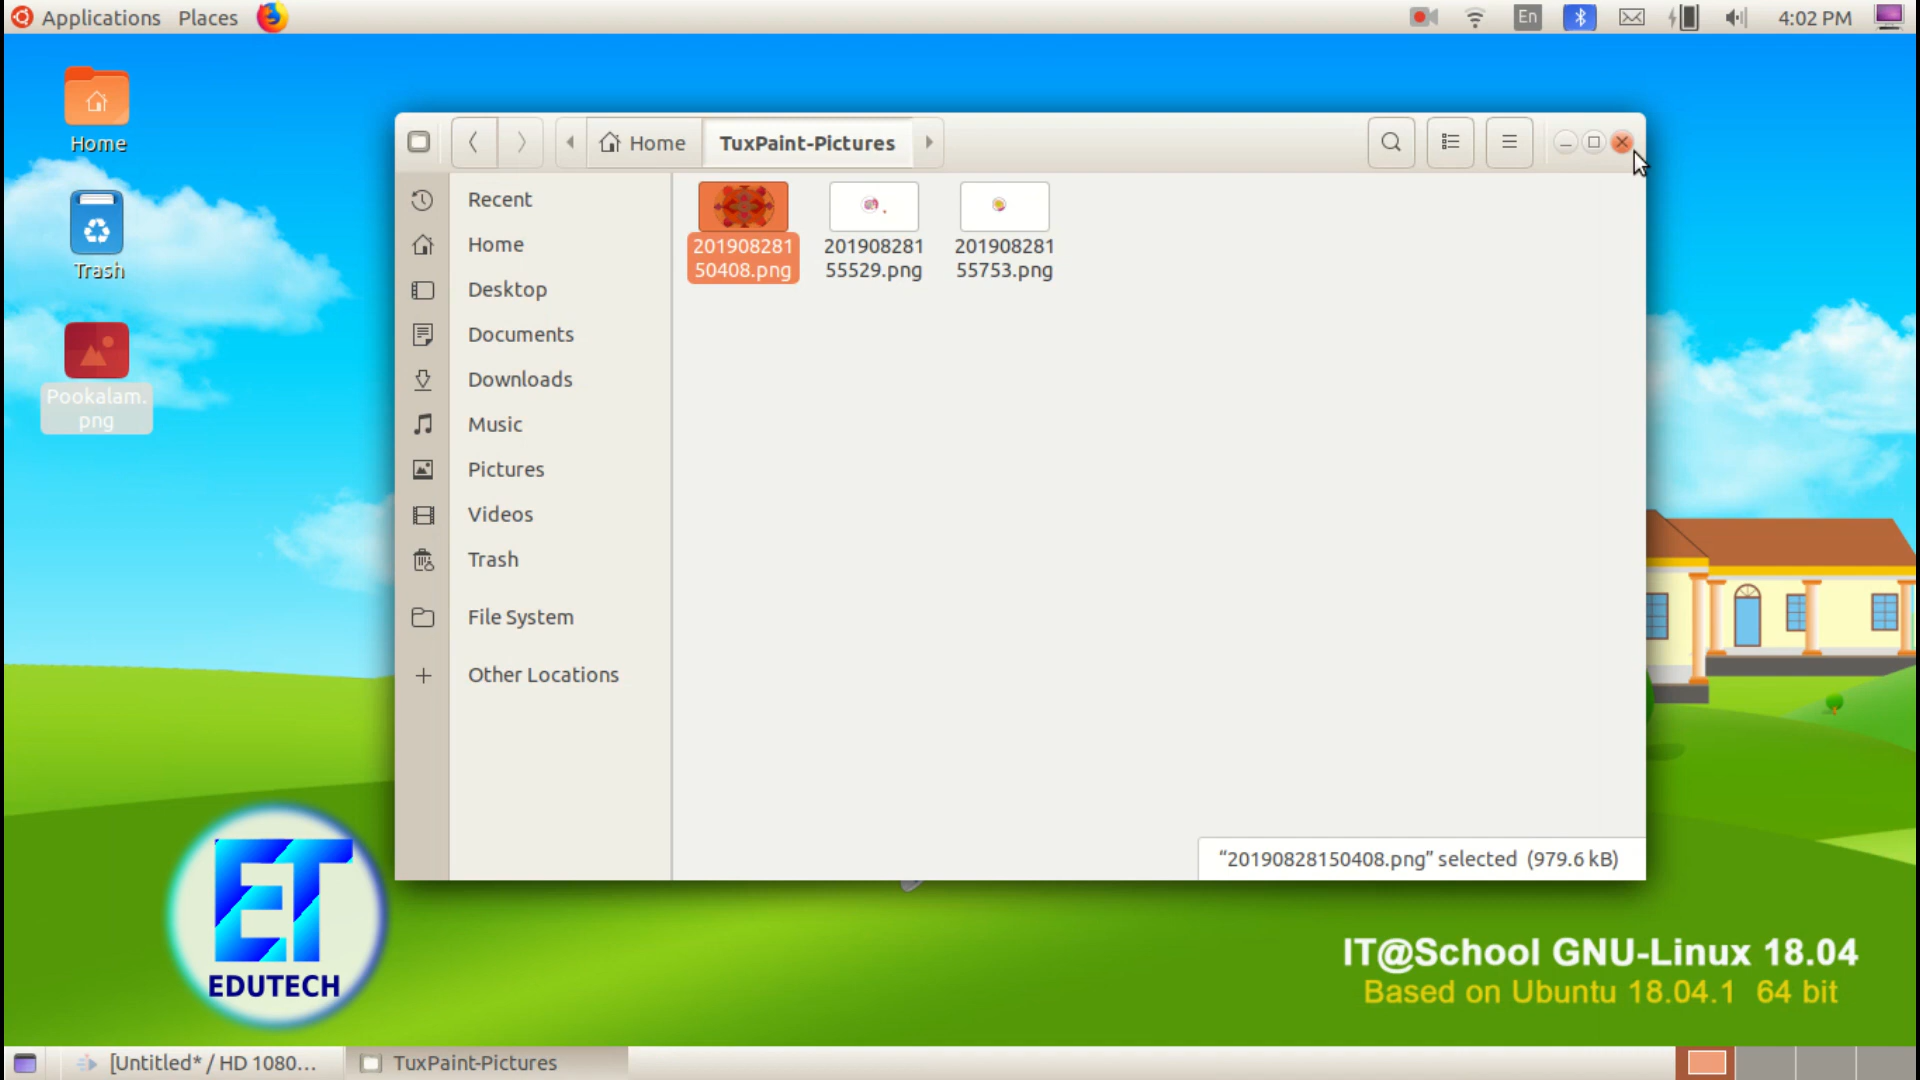 Applications Places
En 4:02 PM
Home
Trash
Pookalam.
png
Home TuxPaint-Pictures
Recent
Home
Desktop
Documents
Downloads
Music
Pictures
Videos
Trash
File System
Other Locations
201908281
50408.png
201908281
55529.png
201908281
55753.png
“20190828150408.png” selected (979.6 kB)
ET
EDUTECH
IT@School GNU-Linux 18.04
Based on Ubuntu 18.04.1 64 bit
[Untitled* / HD 1080... TuxPaint-Pictures